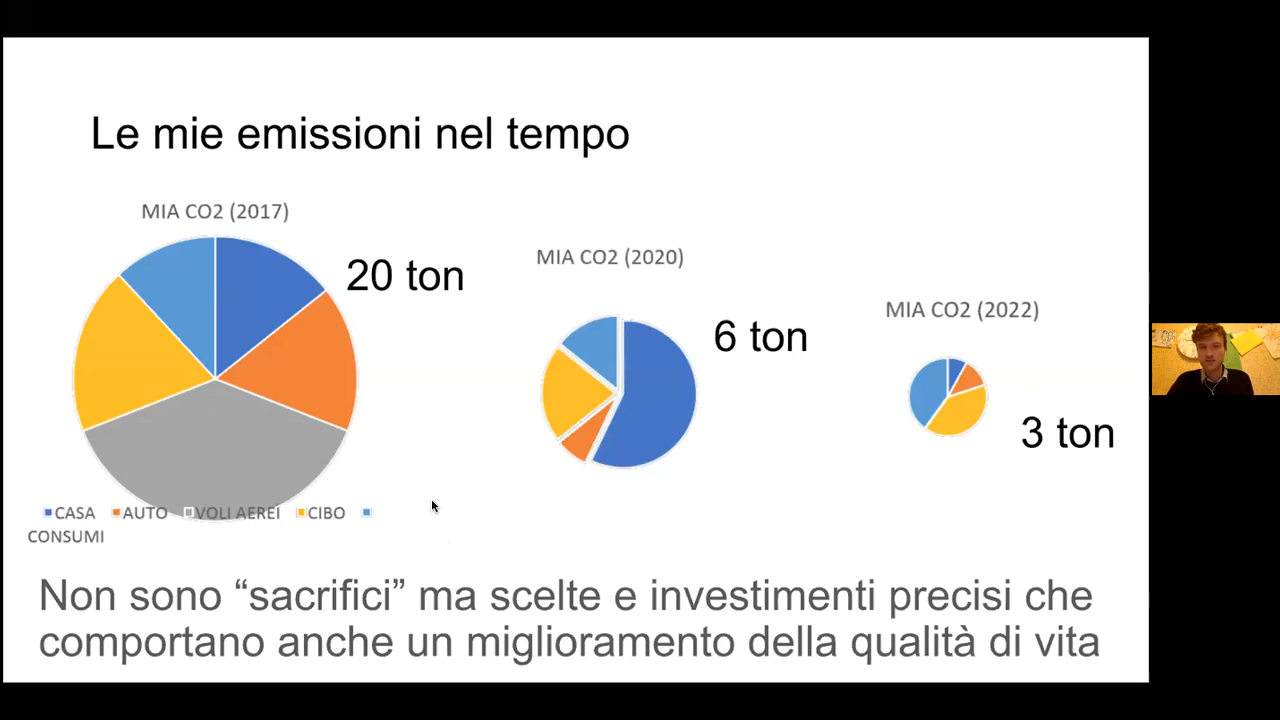 Le mie emissioni nel tempo
MIA CO2 (2017)
20 ton
MIA CO2 (2020)
6 ton
MIA CO2 (2022)
3 ton
CASA AUTO VOLI AEREI CIBO
CONSUMI
Non sono “sacrifici” ma scelte e investimenti precisi che
comportano anche un miglioramento della qualità di vita